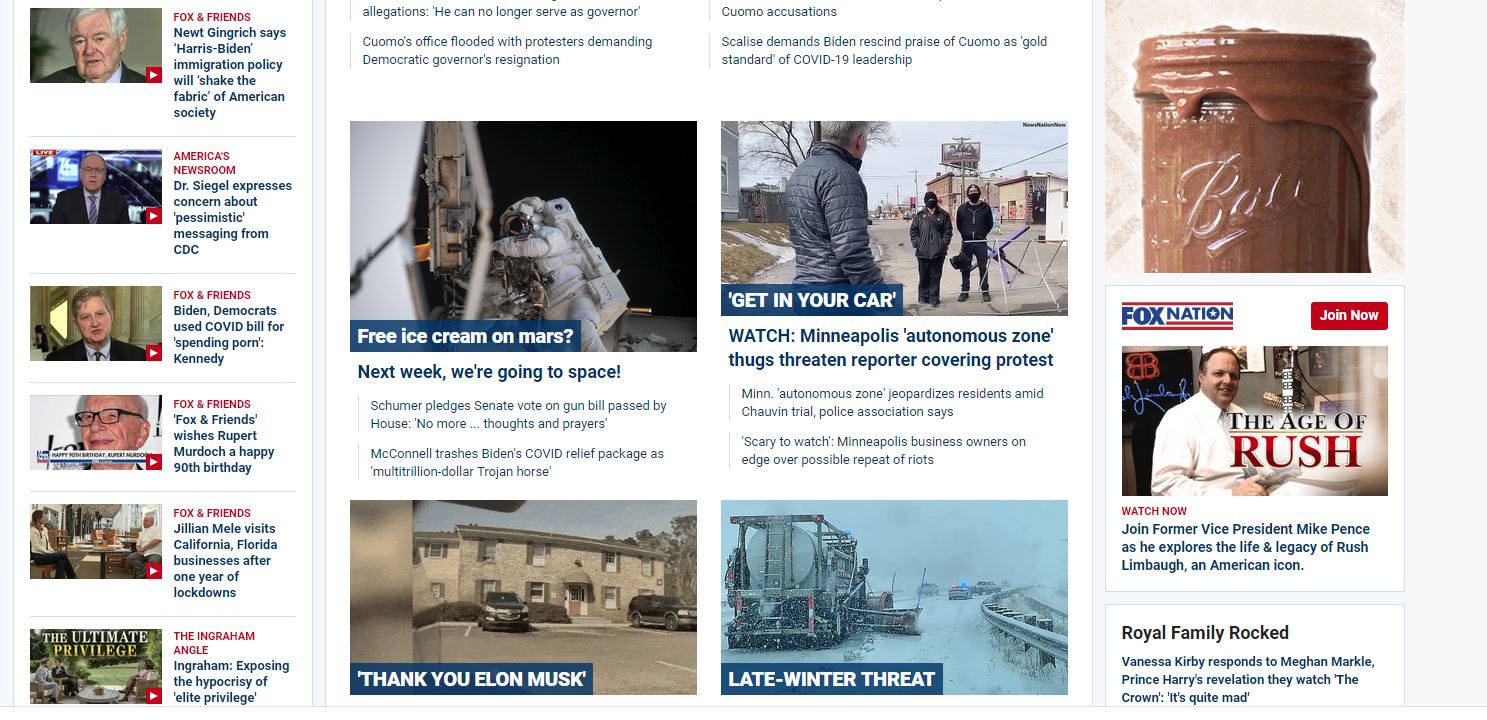 FOX & FRIENDS
Newt Gingrich says
‘Harris-Biden’
immigration policy
will ‘shake the
fabric’ of American
society
LIVE
AMERICA'S
NEWSROOM
Dr. Siegel expresses
concern about
'pessimistic'
messaging from
CDC
FOX & FRIENDS
Biden, Democrats
used COVID bill for
'spending porn':
Kennedy
HAPPY 90TH BIRTHDAY, RUPERT MURDOCH
FOX & FRIENDS
'Fox & Friends'
wishes Rupert
Murdoch a happy
90th birthday
FOX & FRIENDS
Jillian Mele visits
California, Florida
businesses after
one year of
lockdowns
THE ULTIMATE
PRIVILEGE
THE INGRAHAM
ANGLE
Ingraham: Exposing
the hypocrisy of
'elite privilege'
allegations: 'He can no longer serve as governor'
Cuomo's office flooded with protesters demanding
Democratic governor's resignation
Cuomo accusations
Scalise demands Biden rescind praise of Cuomo as 'gold
standard' of COVID-19 leadership
Free ice cream on mars?
Next week, we're going to space!
Schumer pledges Senate vote on gun bill passed by
House: 'No more ... thoughts and prayers'
McConnell trashes Biden's COVID relief package as
'multitrillion-dollar Trojan horse'
NewsNationNow
'GET IN YOUR CAR'
WATCH: Minneapolis 'autonomous zone'
thugs threaten reporter covering protest
Minn. 'autonomous zone' jeopardizes residents amid
Chauvin trial, police association says
'Scary to watch': Minneapolis business owners on
edge over possible repeat of riots
'THANK YOU ELON MUSK'
LATE-WINTER THREAT
Ball
FOX NATION
Join Now
THE AGE OF
RUSH
WATCH NOW
Join Former Vice President Mike Pence
as he explores the life & legacy of Rush
Limbaugh, an American icon.
Royal Family Rocked
Vanessa Kirby responds to Meghan Markle,
Prince Harry's revelation they watch 'The
Crown': 'It's quite mad'